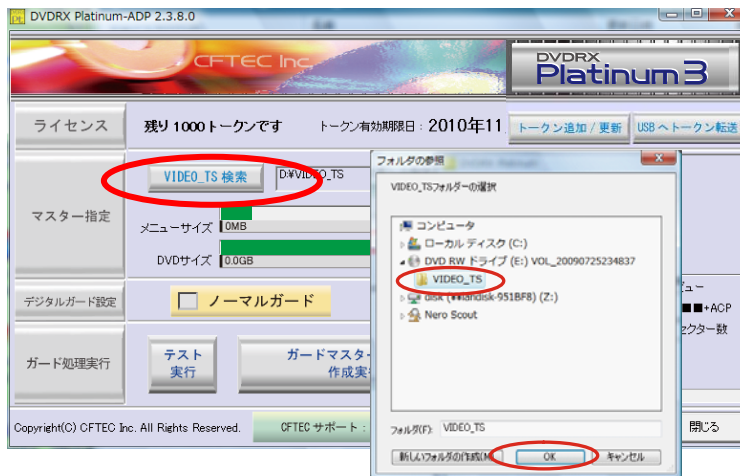 DVDRX Platinum-ADP 2.3.8.0
CFTEC Inc.
DVDRX
Platinum3
ライセンス
残り 1000 トークンです
トークン有効期限日 : 2010年11
トークン追加 / 更新
USB へトークン転送
マスター指定
VIDEO_TS 検索
D:¥VIDEO_TS
メニューサイズ
0MB
DVDサイズ
0.0GB
デジタルガード設定
ノーマルガード
ュー
■■+ACP
セクター数
ガード処理実行
テスト
実行
ガードマスター
作成実
Copyright(C) CFTEC Inc. All Rights Reserved.
CFTEC サポート :
閉じる
フォルダの参照
VIDEO_TSフォルダーの選択
コンピュータ
ローカル ディスク (C:)
DVD RW ドライブ (E:) VOL_20090725234837
VIDEO_TS
disk (¥¥landisk-951BF8) (Z:)
Nero Scout
フォルダ(F):
VIDEO_TS
新しいフォルダの作成(M)
OK
キャンセル